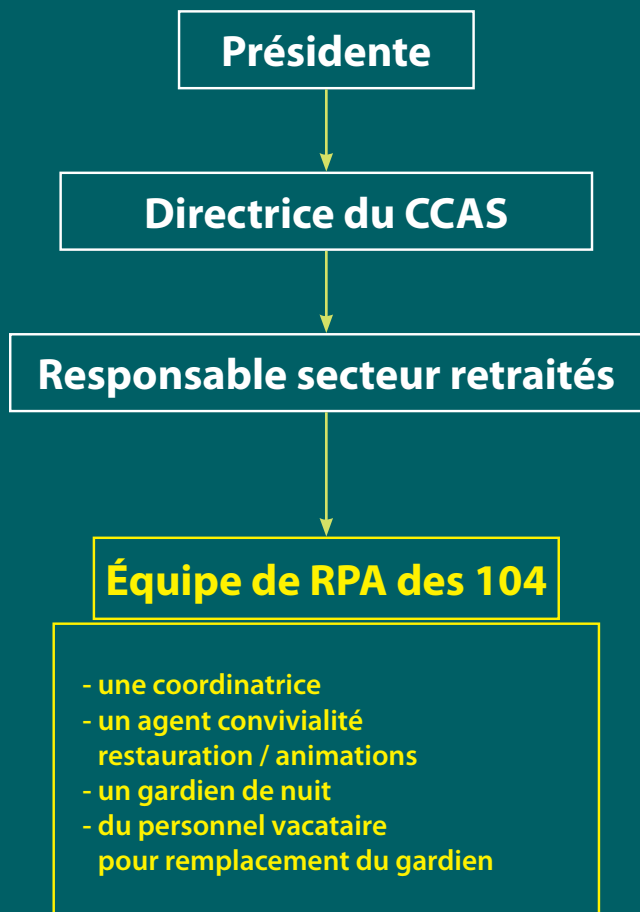 Présidente
Directrice du CCAS
Responsable secteur retraités
Équipe de RPA des 104
- une coordinatrice
- un agent convivialité
restauration / animations
- un gardien de nuit
- du personnel vacataire
pour remplacement du gardien